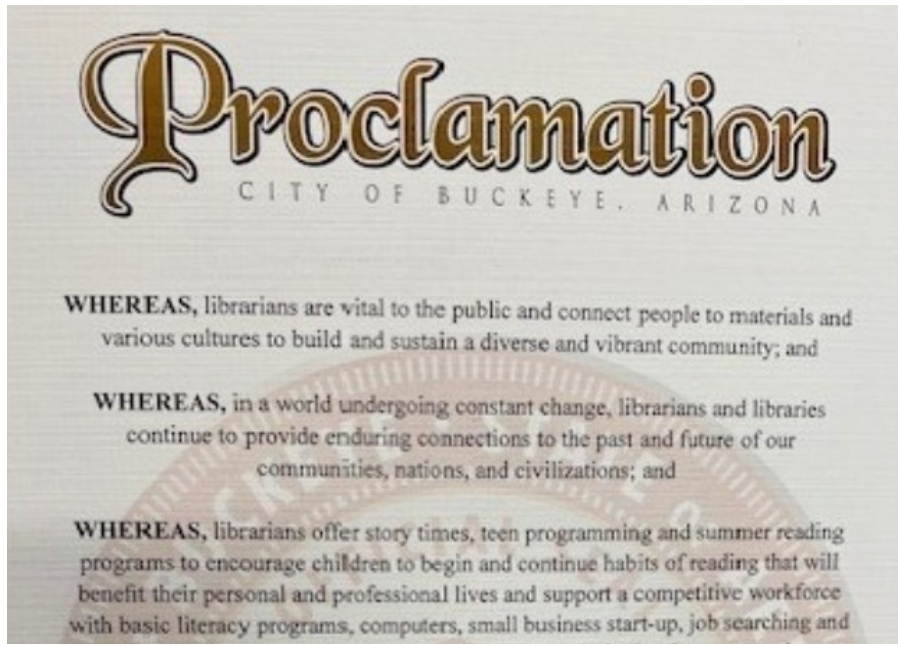 Proclamation
CITY OF BUCKEYE, ARIZONA
WHEREAS, librarians are vital to the public and connect people to materials and
various cultures to build and sustain a diverse and vibrant community; and
WHEREAS, in a world undergoing constant change, librarians and libraries
continue to provide enduring connections to the past and future of our
communities, nations, and civilizations; and
WHEREAS, librarians offer story times, teen programming and summer reading
programs to encourage children to begin and continue habits of reading that will
benefit their personal and professional lives and support a competitive workforce
with basic literacy programs, computers, small business start-up, job searching and